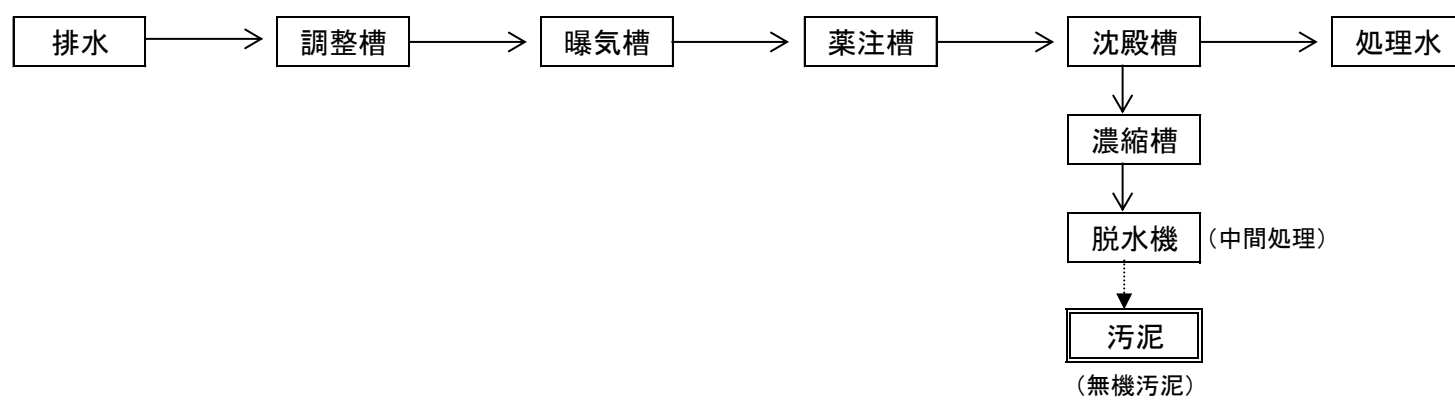 排水
調整槽
曝気槽
薬注槽
沈殿槽
処理水
濃縮槽
脱水機
（中間処理）
汚泥
（無機汚泥）